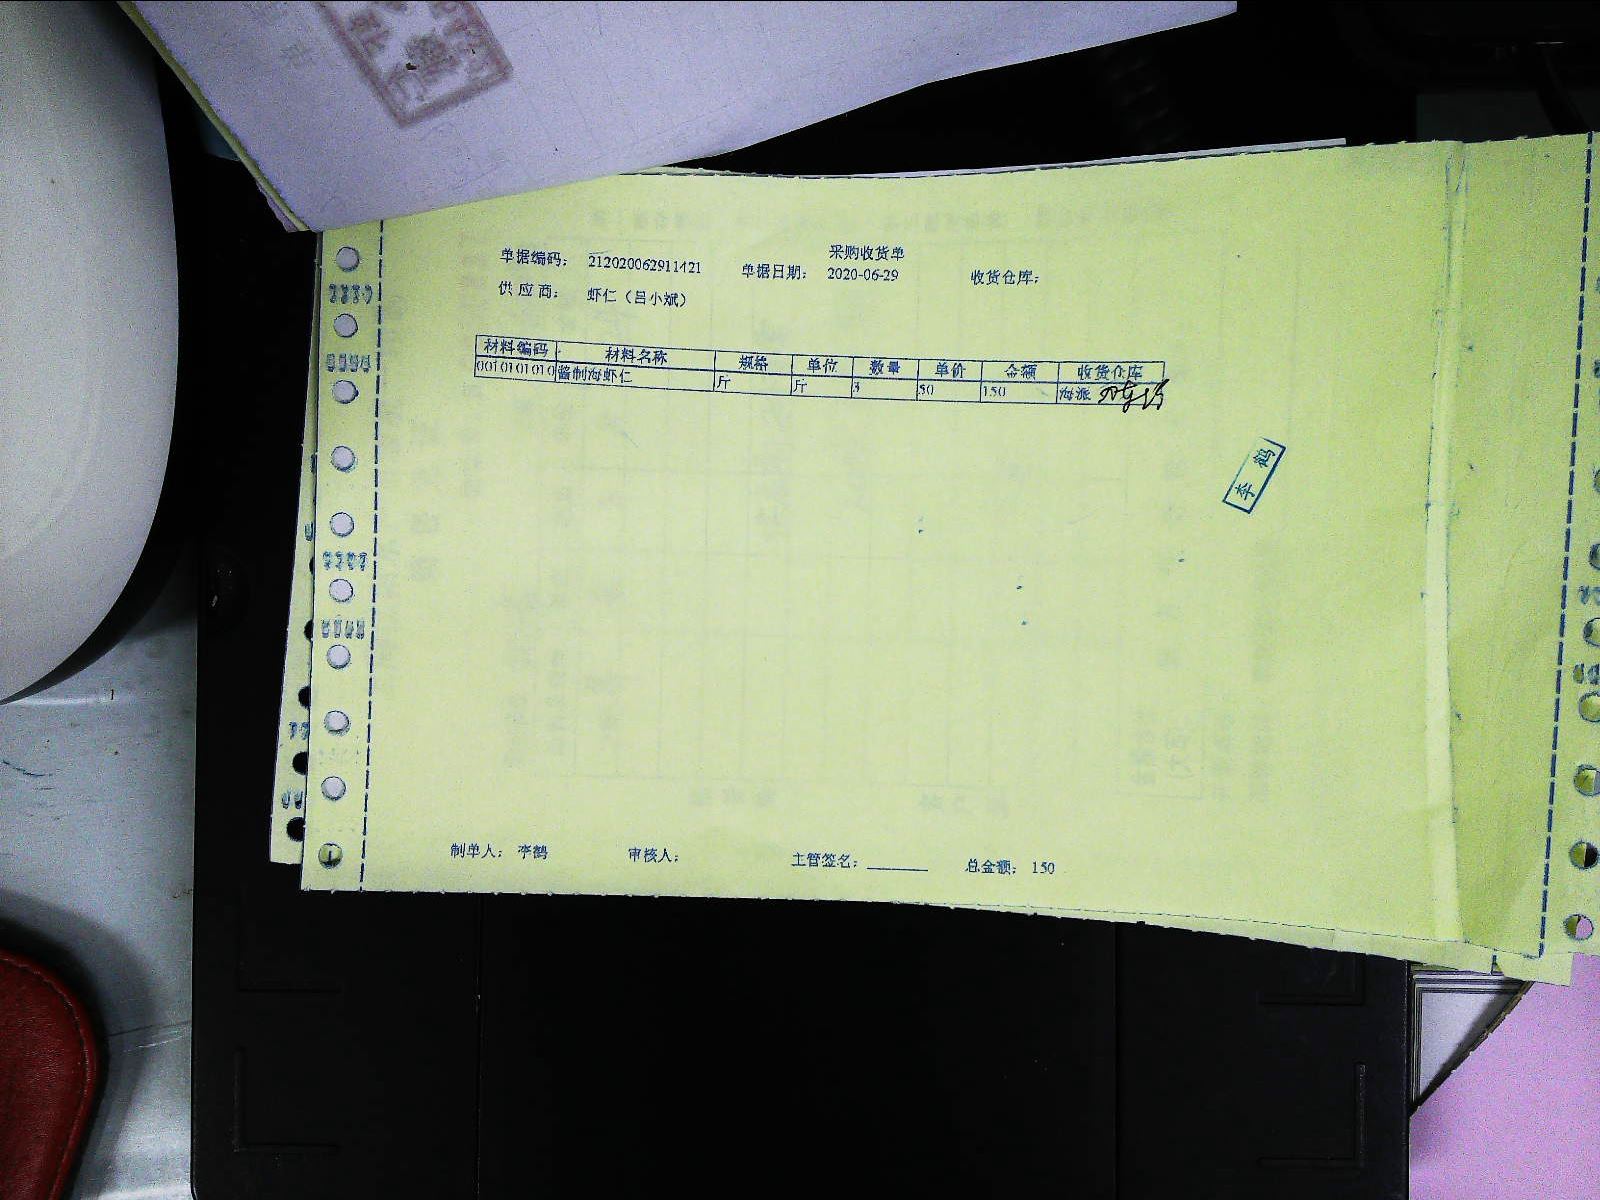 采购收货单
单据编码： 212020062911421 单据日期： 2020-06-29 收货仓库：
供 应 商： 虾仁（吕小斌）
材料编码 材料名称 规格 单位 数量 单价 金额 收货仓库
0010101010 酱制海虾仁 斤 斤 3 50 150 海派
李鹤
制单人： 李鹤 审核人： 主管签名： 总金额： 150